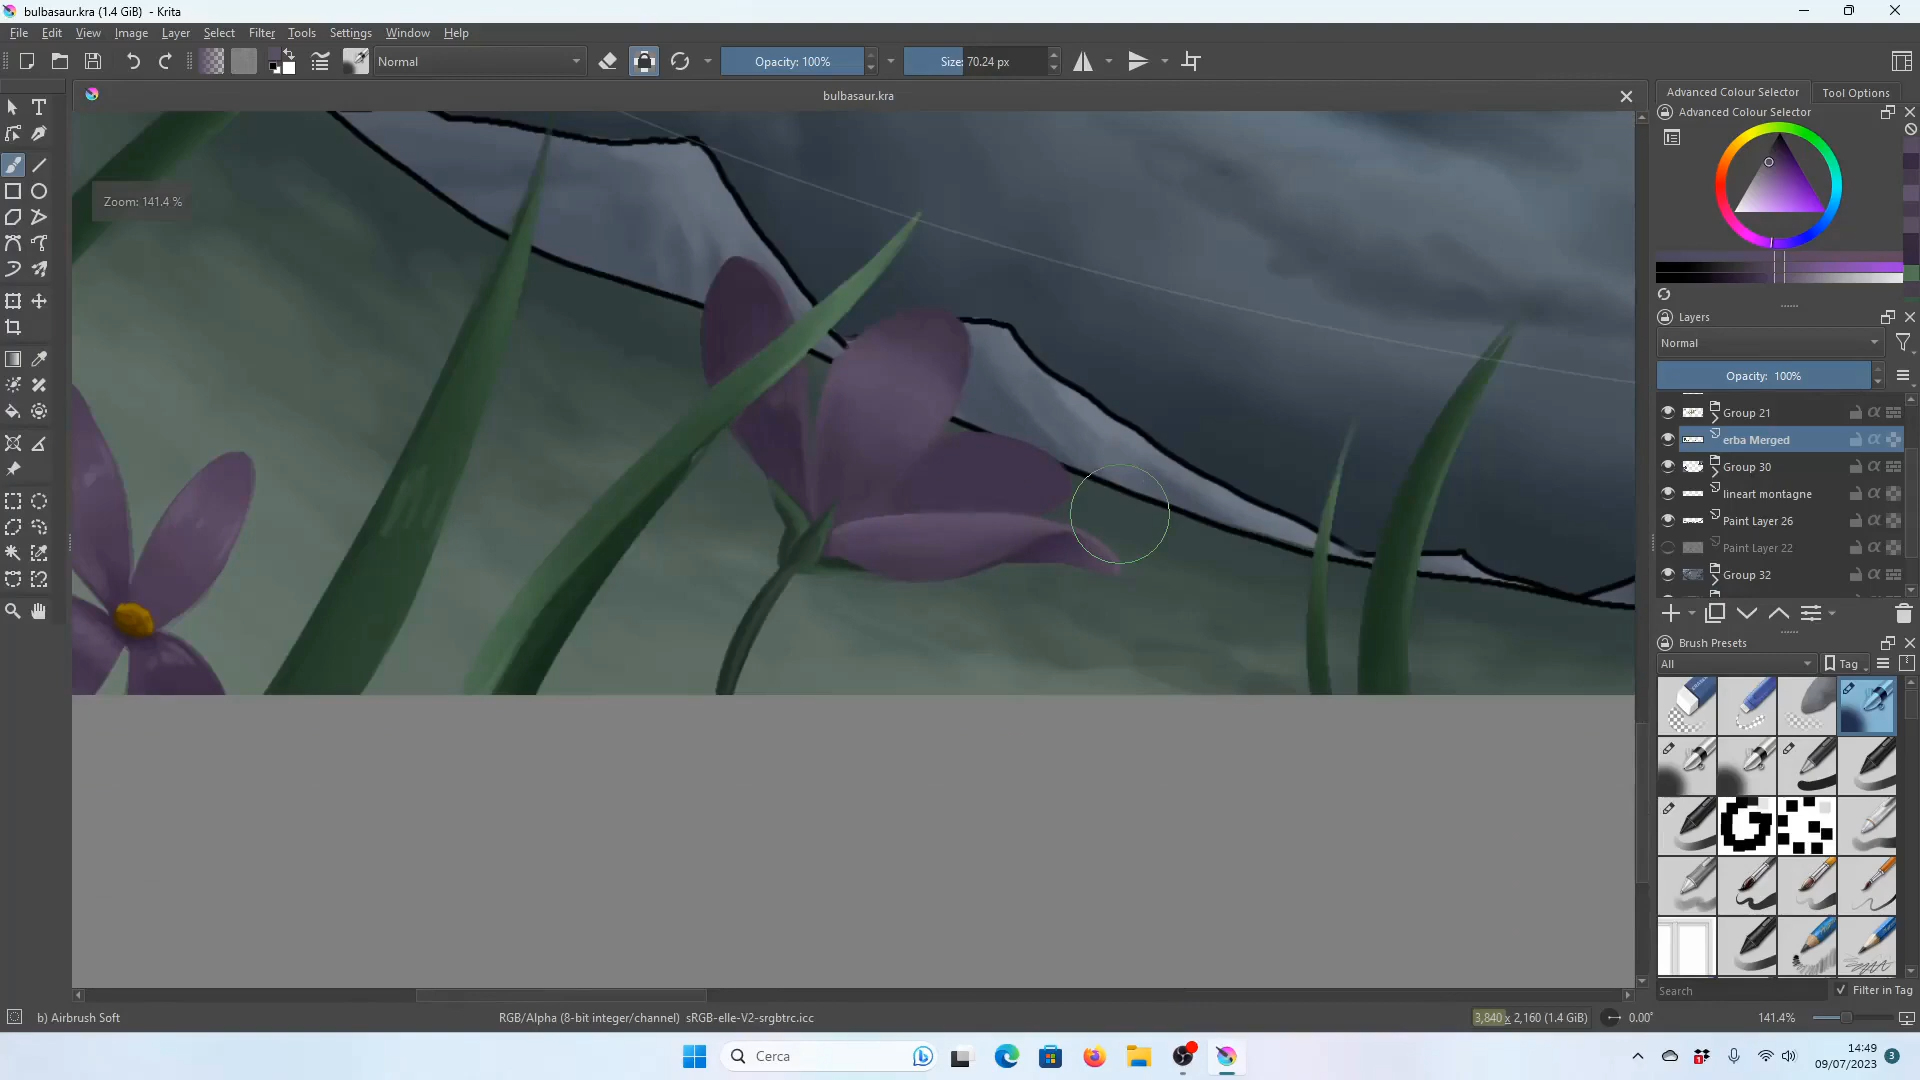 bulbasaur.kra (1.4 GiB) - Krita
File Edit View Image Layer Select Filter Tools Settings Window Help
Normal
Opacity: 100%
Size: 70.24 px
bulbasaur.kra
Zoom: 141.4 %
Advanced Colour Selector
Tool Options
Advanced Colour Selector
Layers
Normal
Opacity: 100%
Group 21
erba Merged
Group 30
lineart montagne
Paint Layer 26
Paint Layer 22
Group 32
Brush Presets
All
Tag
Search
Filter in Tag
b) Airbrush Soft
RGB/Alpha (8-bit integer/channel) sRGB-elle-V2-srgbtrc.icc
3,840 x 2,160 (1.4 GiB)
0.00°
141.4%
Cerca
14:49
09/07/2023
3